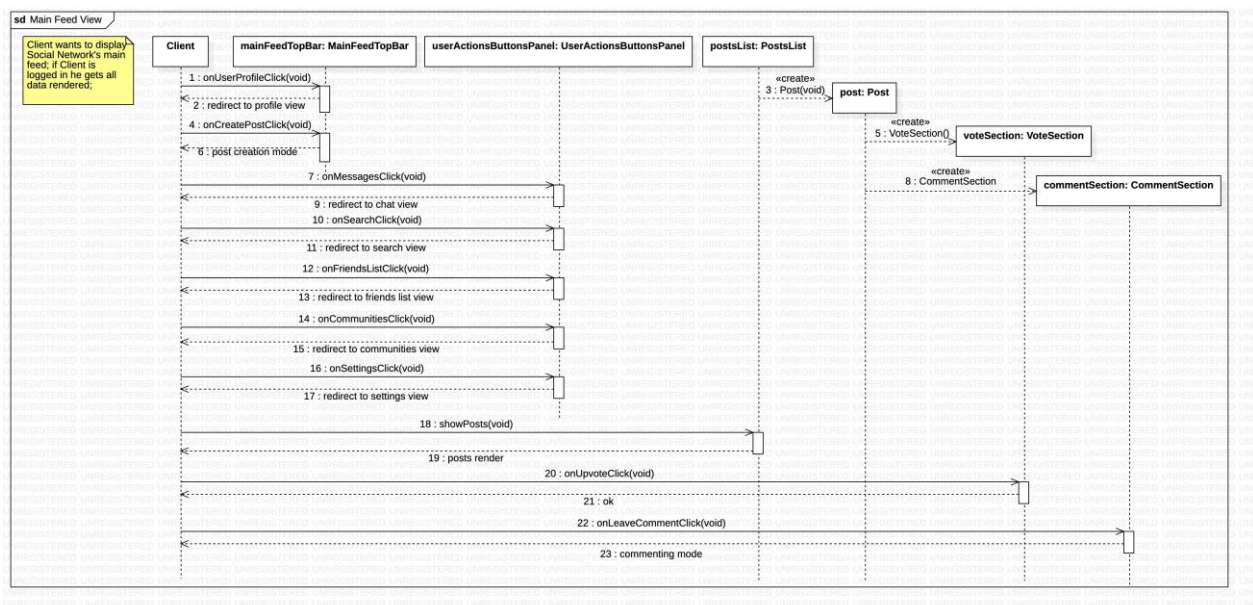 sd Main Feed View
Client wants to display
Social Network's main
feed; if Client is
logged in he gets all
data rendered;
Client
mainFeedTopBar: MainFeedTopBar
userActionsButtonsPanel: UserActionsButtonsPanel
postsList: PostsList
1 : onUserProfileClick(void)
«create»
3 : Post(void)
post: Post
2 : redirect to profile view
4 : onCreatePostClick(void)
«create»
5 : VoteSection()
voteSection: VoteSection
6 : post creation mode
7 : onMessagesClick(void)
«create»
8 : CommentSection
commentSection: CommentSection
9 : redirect to chat view
10 : onSearchClick(void)
11 : redirect to search view
12 : onFriendsListClick(void)
13 : redirect to friends list view
14 : onCommunitiesClick(void)
15 : redirect to communities view
16 : onSettingsClick(void)
17 : redirect to settings view
18 : showPosts(void)
19 : posts render
20 : onUpvoteClick(void)
21 : ok
22 : onLeaveCommentClick(void)
23 : commenting mode
UNREGISTERED